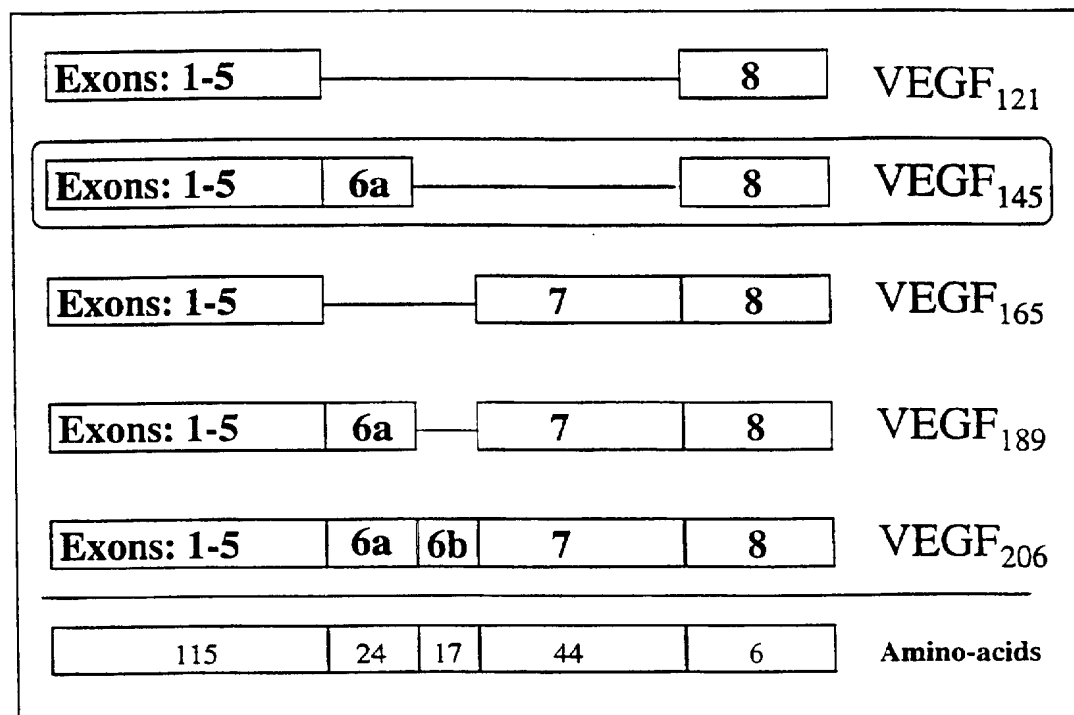 Exons: 1-5 8 VEGF121
Exons: 1-5 6a 8 VEGF145
Exons: 1-5 7 8 VEGF165
Exons: 1-5 6a 7 8 VEGF189
Exons: 1-5 6a 6b 7 8 VEGF206
115 24 17 44 6 Amino-acids